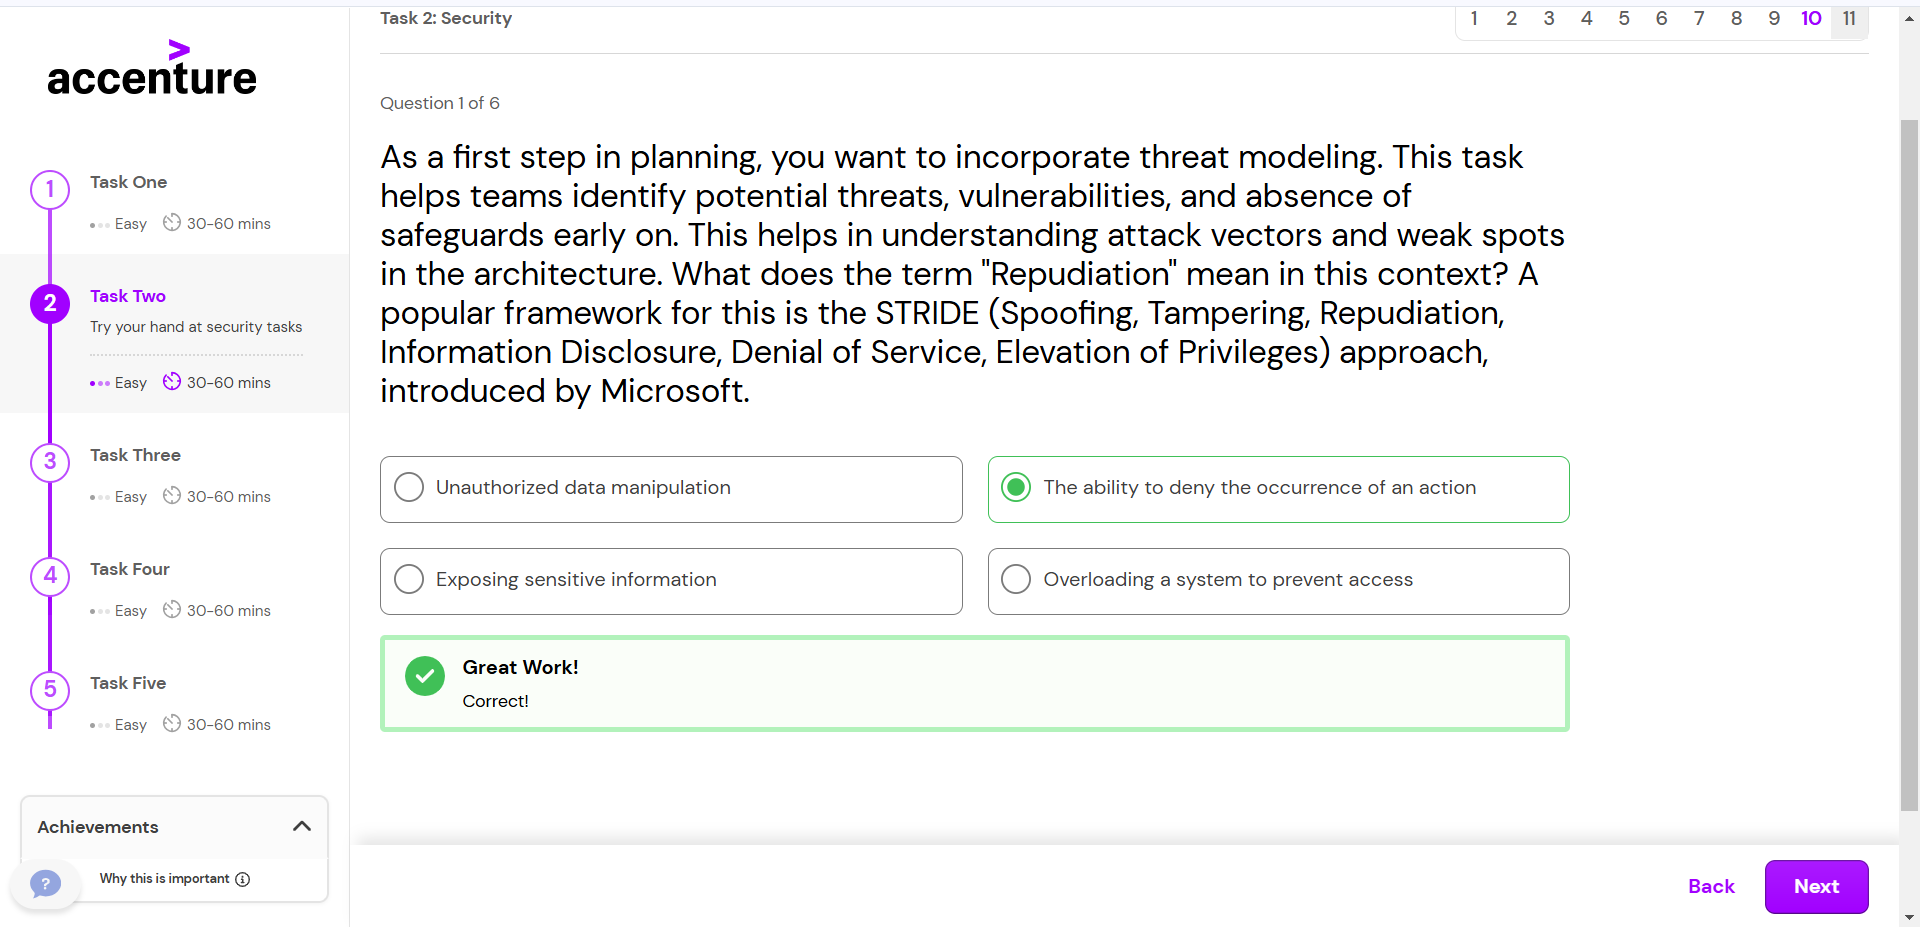 accenture
1
Task One
Easy 30-60 mins
2
Task Two
Try your hand at security tasks
Easy 30-60 mins
3
Task Three
Easy 30-60 mins
4
Task Four
Easy 30-60 mins
5
Task Five
Easy 30-60 mins
Achievements
Why this is important
?
Task 2: Security
1 2 3 4 5 6 7 8 9 10 11
Question 1 of 6
As a first step in planning, you want to incorporate threat modeling. This task
helps teams identify potential threats, vulnerabilities, and absence of
safeguards early on. This helps in understanding attack vectors and weak spots
in the architecture. What does the term "Repudiation" mean in this context? A
popular framework for this is the STRIDE (Spoofing, Tampering, Repudiation,
Information Disclosure, Denial of Service, Elevation of Privileges) approach,
introduced by Microsoft.
Unauthorized data manipulation
The ability to deny the occurrence of an action
Exposing sensitive information
Overloading a system to prevent access
Great Work!
Correct!
Back
Next